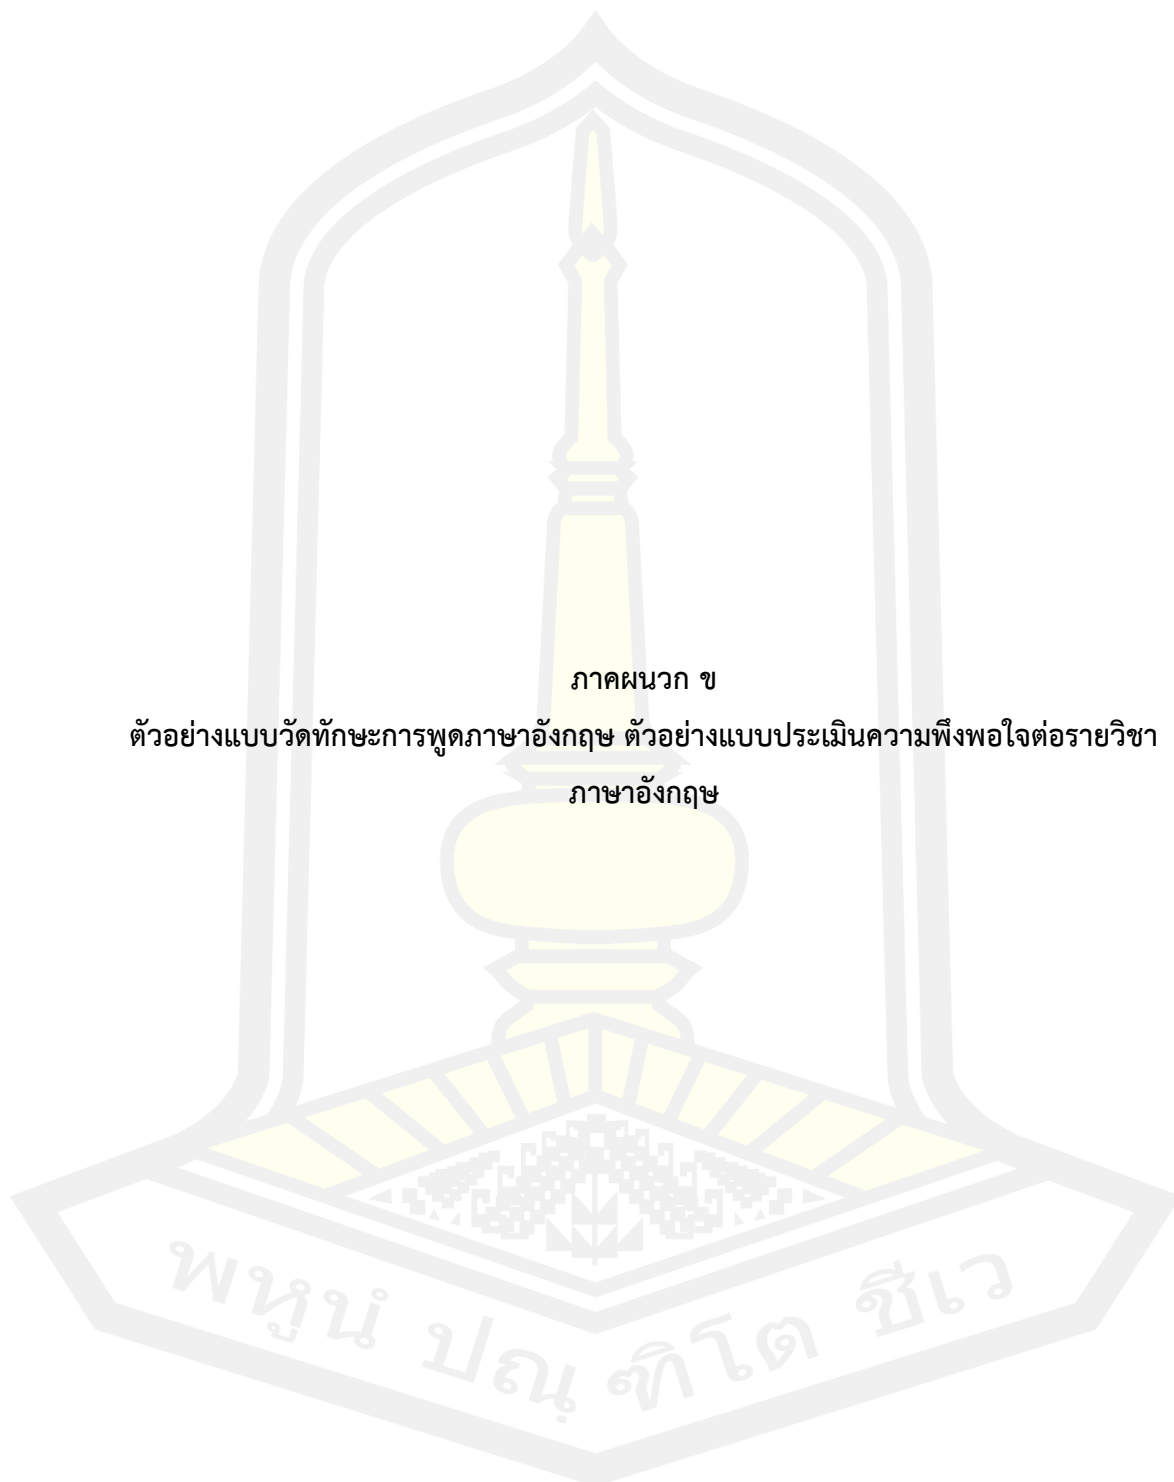 ภาคผนวก ข
ตัวอย่างแบบวัดทักษะการพูดภาษาอังกฤษ ตัวอย่างแบบประเมินความพึงพอใจต่อรายวิชา
ภาษาอังกฤษ
พหูนํ ปณฺฑิโต ชีเว